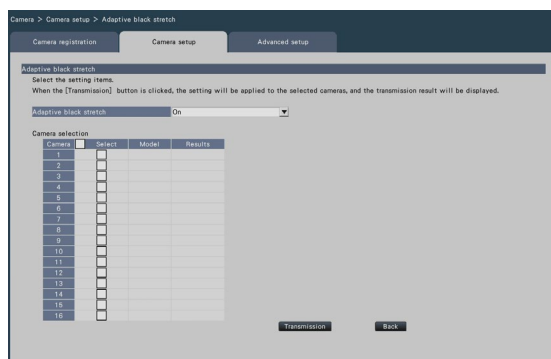 Camera > Camera setup > Adaptive black stretch
Camera registration Camera setup Advanced setup
Adaptive black stretch
Select the setting items.
When the [Transmission] button is clicked, the setting will be applied to the selected cameras, and the transmission result will be displayed.
Adaptive black stretch On
Camera selection
Camera Select Model Results
1
2
3
4
5
6
7
8
9
10
11
12
13
14
15
16
Transmission Back